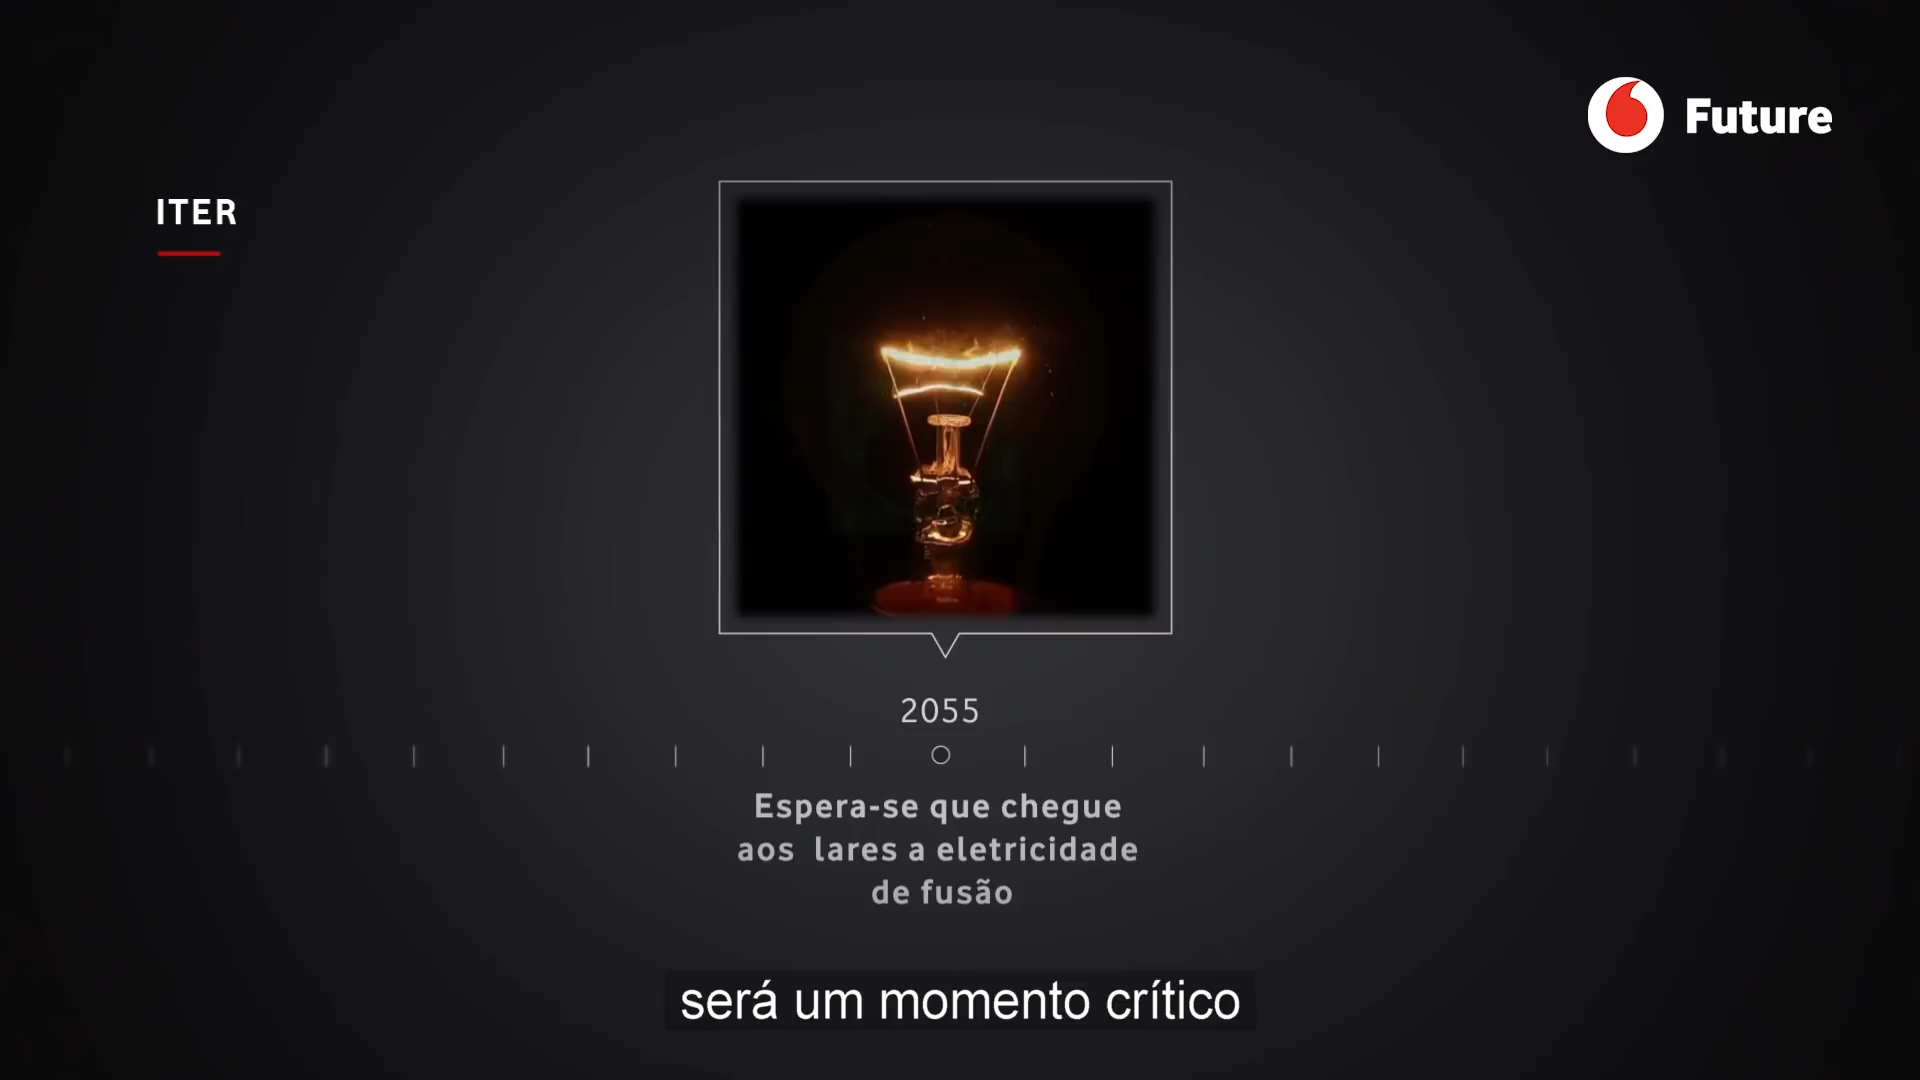 Future
ITER
2055
Espera-se que chegue
aos lares a eletricidade
de fusão
será um momento crítico